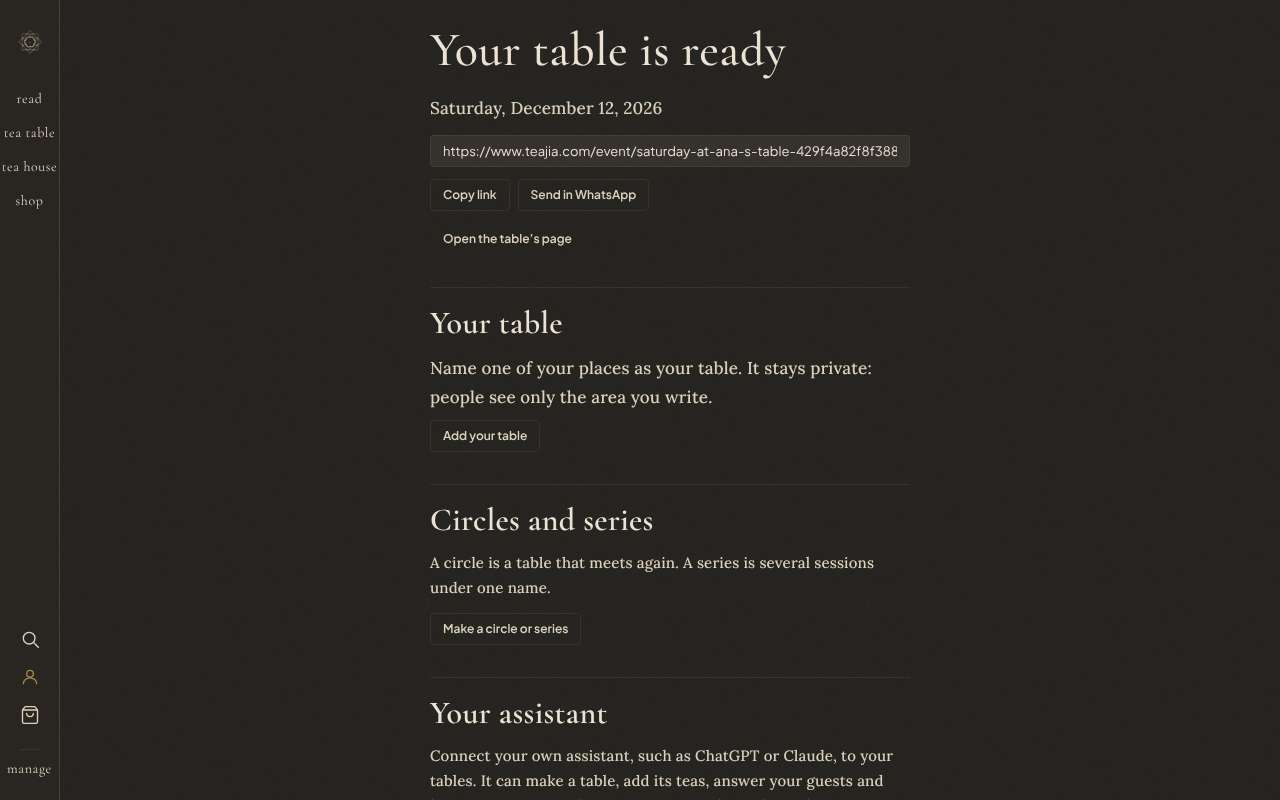 read
tea table
tea house
shop
manage
Your table is ready
Saturday, December 12, 2026
https://www.teajia.com/event/saturday-at-ana-s-table-429f4a82f8f388
Copy link
Send in WhatsApp
Open the table's page
Your table
Name one of your places as your table. It stays private:
people see only the area you write.
Add your table
Circles and series
A circle is a table that meets again. A series is several sessions
under one name.
Make a circle or series
Your assistant
Connect your own assistant, such as ChatGPT or Claude, to your
tables. It can make a table, add its teas, answer your guests and